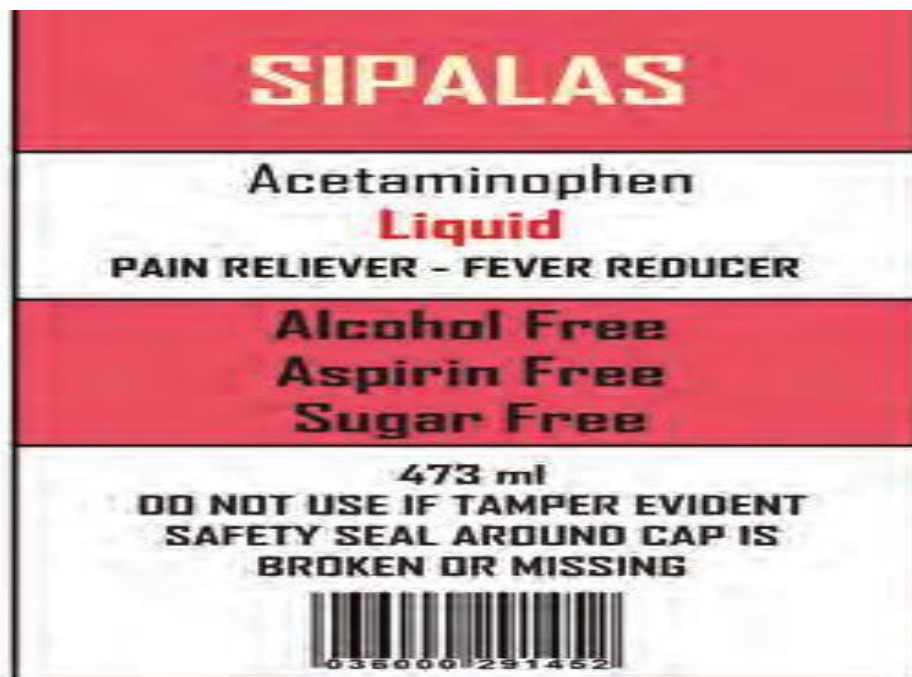 SIPALAS
Acetaminophen
Liquid
PAIN RELIEVER - FEVER REDUCER
Alcohol Free
Aspirin Free
Sugar Free
473 ml
DO NOT USE IF TAMPER EVIDENT
SAFETY SEAL AROUND CAP IS
BROKEN OR MISSING
036000 291452